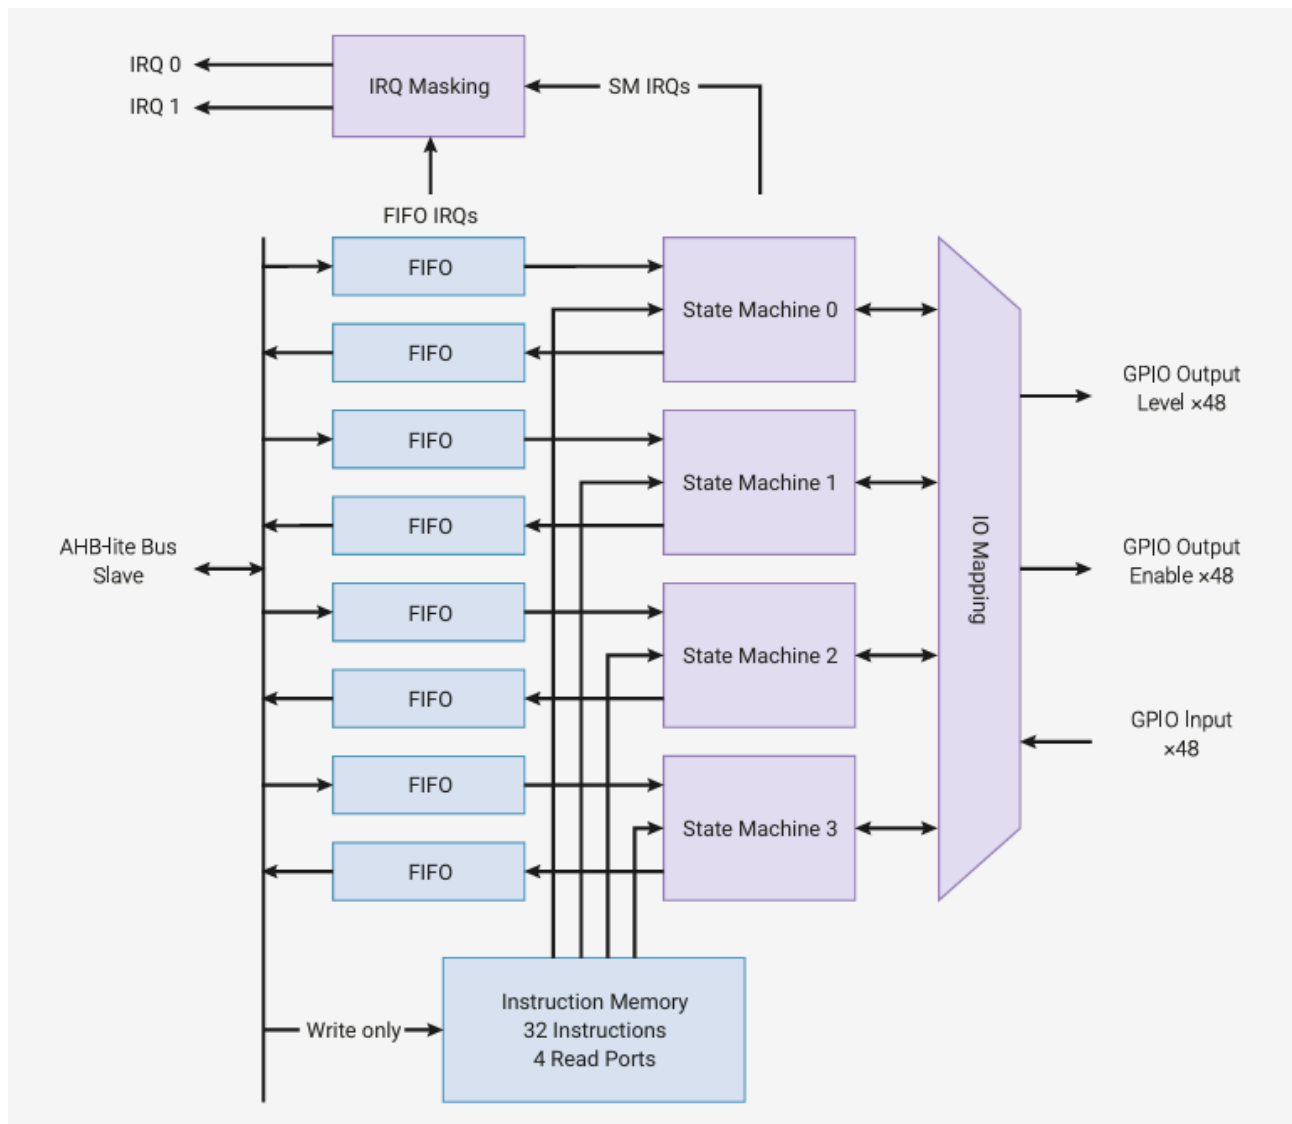 IRQ 0
IRQ 1
IRQ Masking
SM IRQs
FIFO IRQs
FIFO
FIFO
FIFO
FIFO
FIFO
FIFO
FIFO
FIFO
State Machine 0
State Machine 1
State Machine 2
State Machine 3
AHB-lite Bus
Slave
IO Mapping
GPIO Output
Level ×48
GPIO Output
Enable ×48
GPIO Input
×48
Write only
Instruction Memory
32 Instructions
4 Read Ports